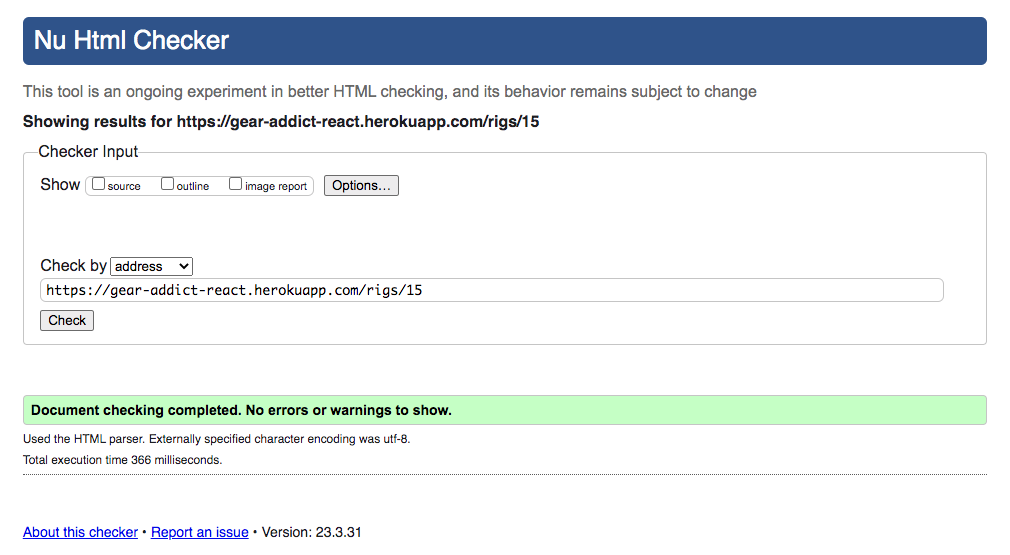 Nu Html Checker
This tool is an ongoing experiment in better HTML checking, and its behavior remains subject to change
Showing results for https://gear-addict-react.herokuapp.com/rigs/15
Checker Input
Show source outline image report Options...
Check by address
https://gear-addict-react.herokuapp.com/rigs/15
Check
Document checking completed. No errors or warnings to show.
Used the HTML parser. Externally specified character encoding was utf-8.
Total execution time 366 milliseconds.
About this checker • Report an issue • Version: 23.3.31